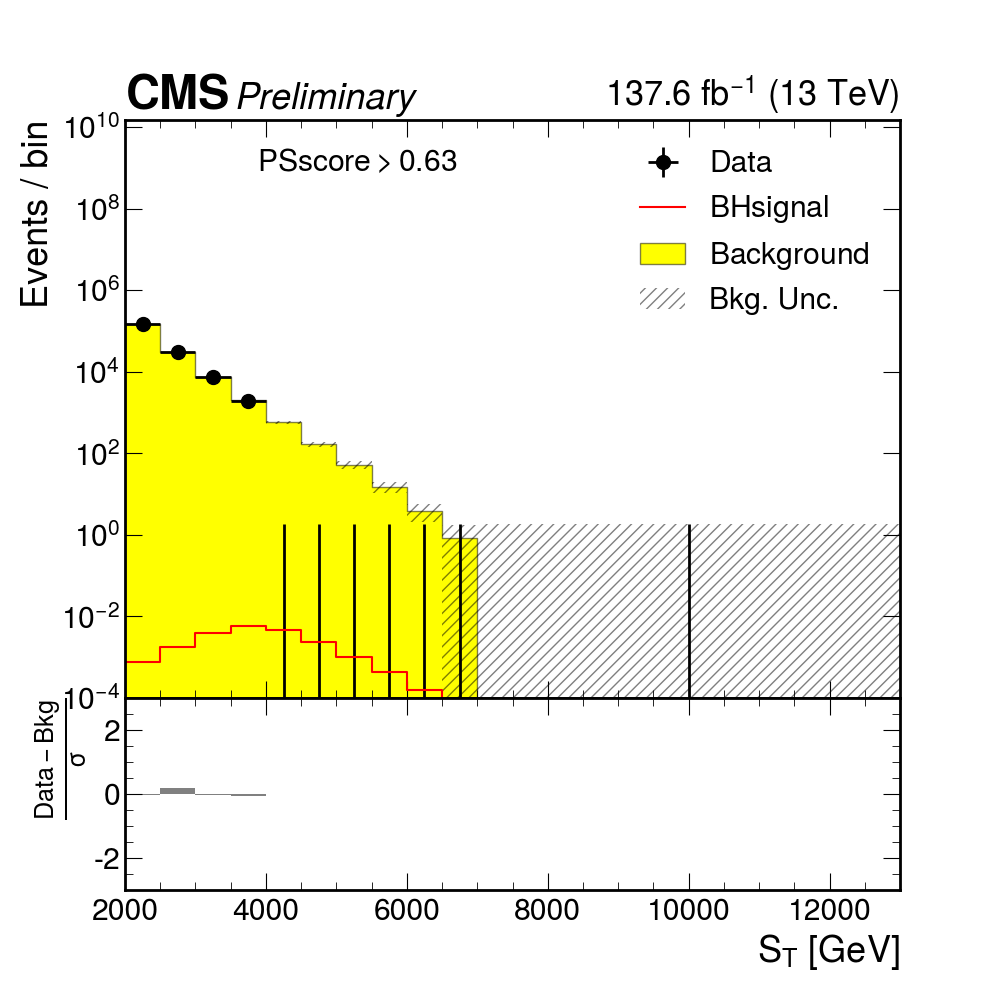 CMS Preliminary 137.6 fb⁻¹ (13 TeV)
Events / bin
PSscore > 0.63
Data
BHsignal
Background
Bkg. Unc.
10¹⁰
10⁸
10⁶
10⁴
10²
10⁰
10⁻²
10⁻⁴
Data – Bkg
σ
2
0
-2
2000 4000 6000 8000 10000 12000
S_T [GeV]